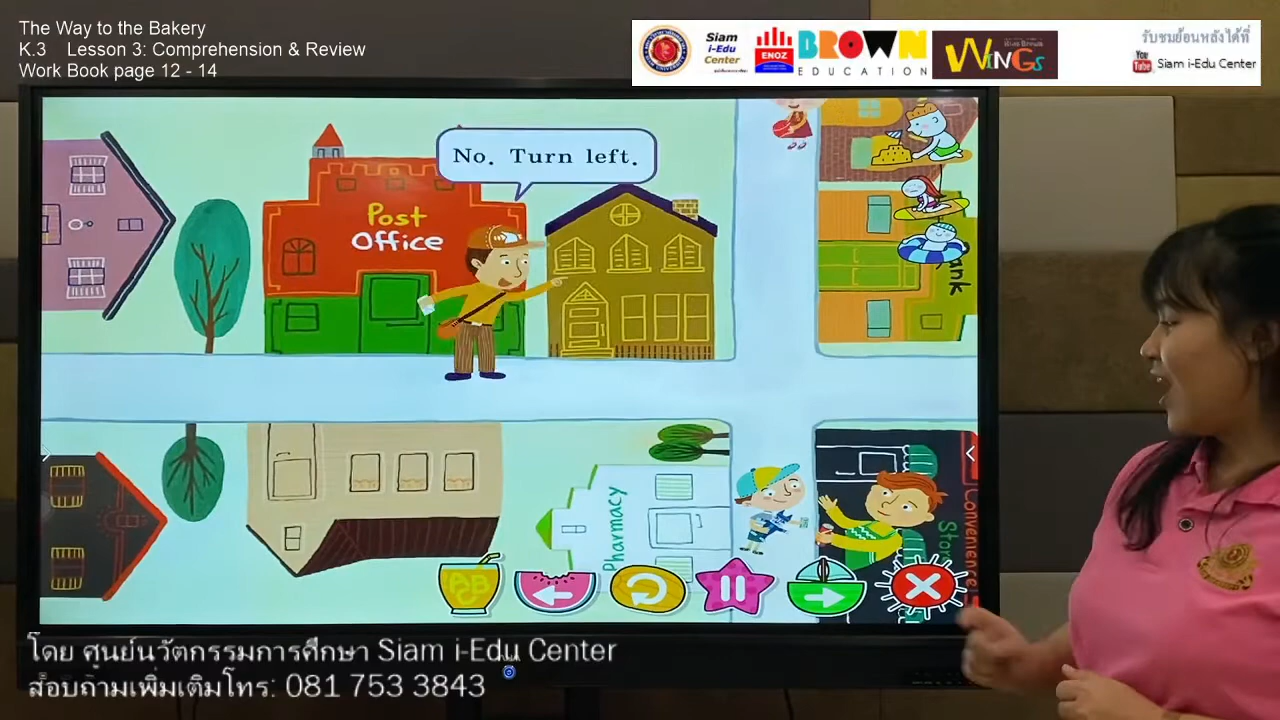 The Way to the Bakery
K.3 Lesson 3: Comprehension & Review
Work Book page 12 - 14
Siam
i-Edu
Center
ENOZ
BROWN
EDUCATION
WINGS
รับชมย้อนหลังได้ที่
You Tube Siam i-Edu Center
No. Turn left.
Post
Office
ank
Pharmacy
Convenience
Store
โดย ศูนย์นวัตกรรมการศึกษา Siam i-Edu Center
สอบถามเพิ่มเติมโทร: 081 753 3843